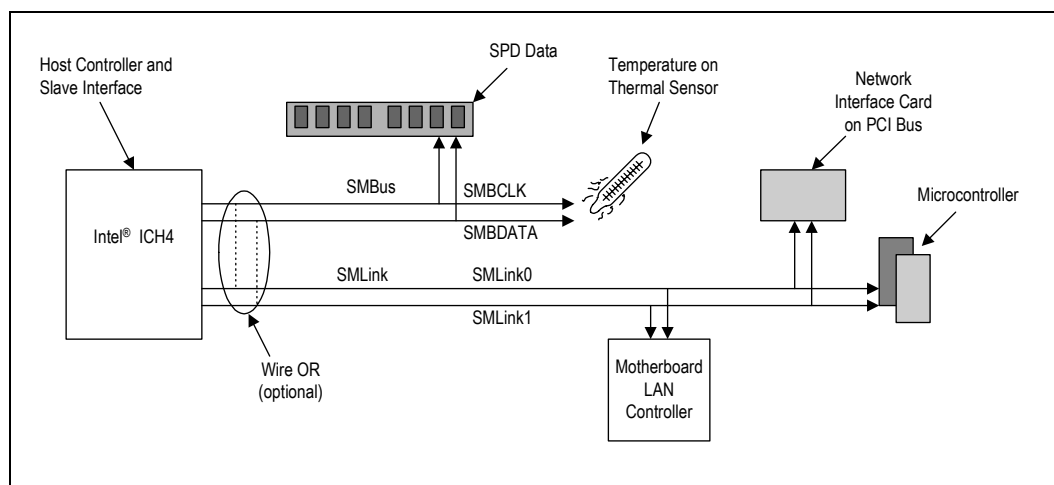 Host Controller and
Slave Interface
SPD Data
Temperature on
Thermal Sensor
Network
Interface Card
on PCI Bus
Microcontroller
Intel® ICH4
SMBus
SMBCLK
SMBDATA
SMLink
SMLink0
SMLink1
Wire OR
(optional)
Motherboard
LAN
Controller